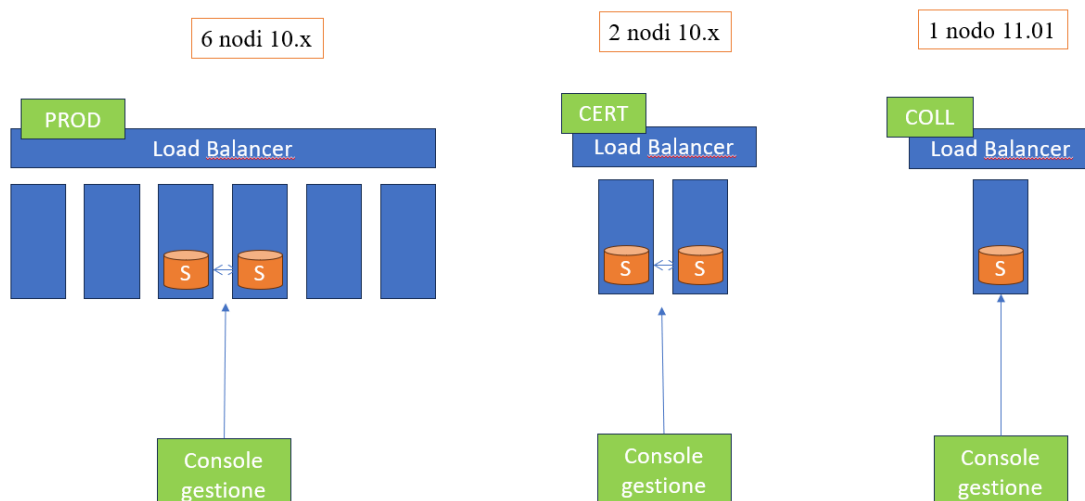 6 nodi 10.x
2 nodi 10.x
1 nodo 11.01
PROD
CERT
COLL
Load Balancer
Load Balancer
Load Balancer
S
S
S
S
S
Console
gestione
Console
gestione
Console
gestione